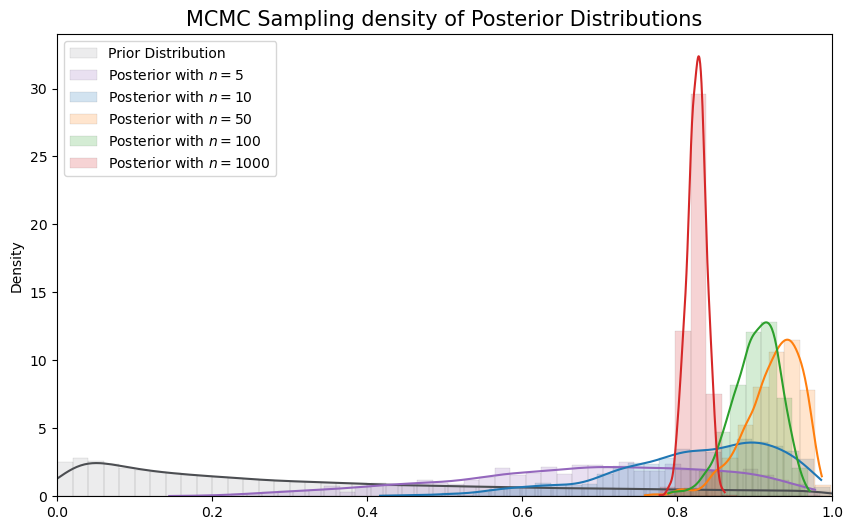 MCMC Sampling density of Posterior Distributions
Prior Distribution
Posterior with n = 5
Posterior with n = 10
Posterior with n = 50
Posterior with n = 100
Posterior with n = 1000
Density
30
25
20
15
10
5
0
0.0 0.2 0.4 0.6 0.8 1.0